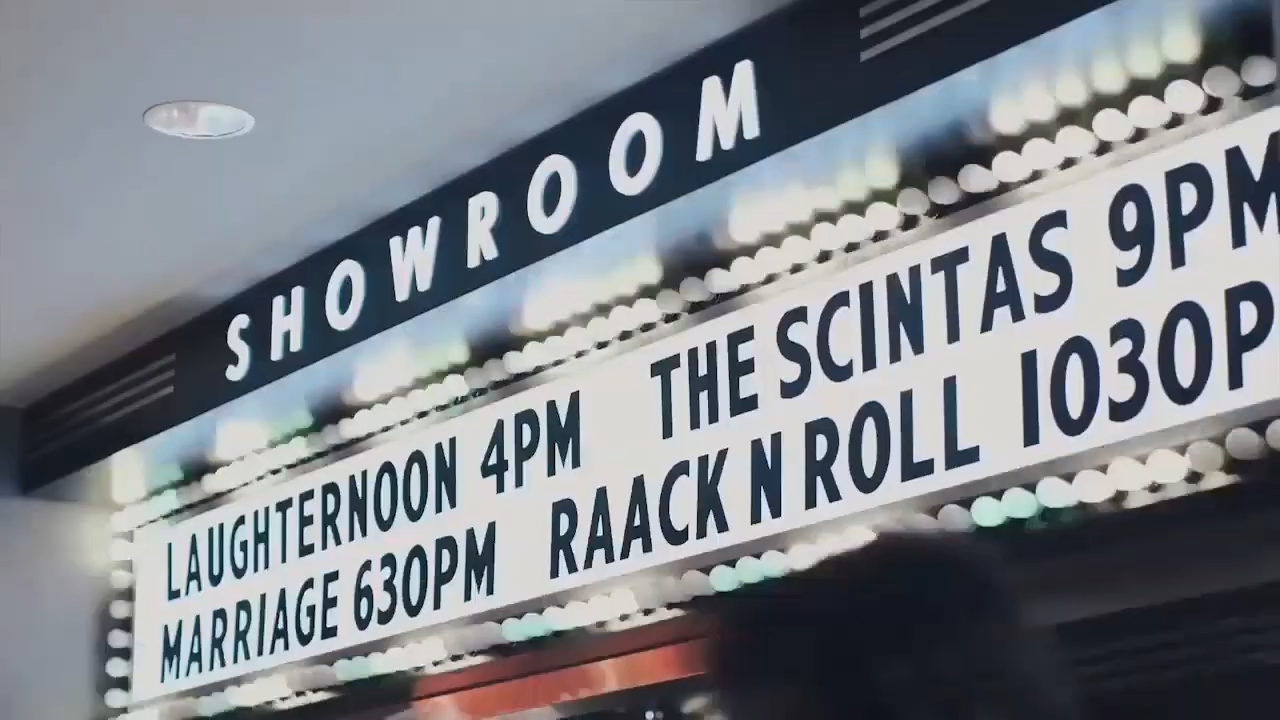 SHOWROOM
LAUGHTERNOON 4PM THE SCINTAS 9PM
MARRIAGE 630PM RAACK N ROLL 1030P